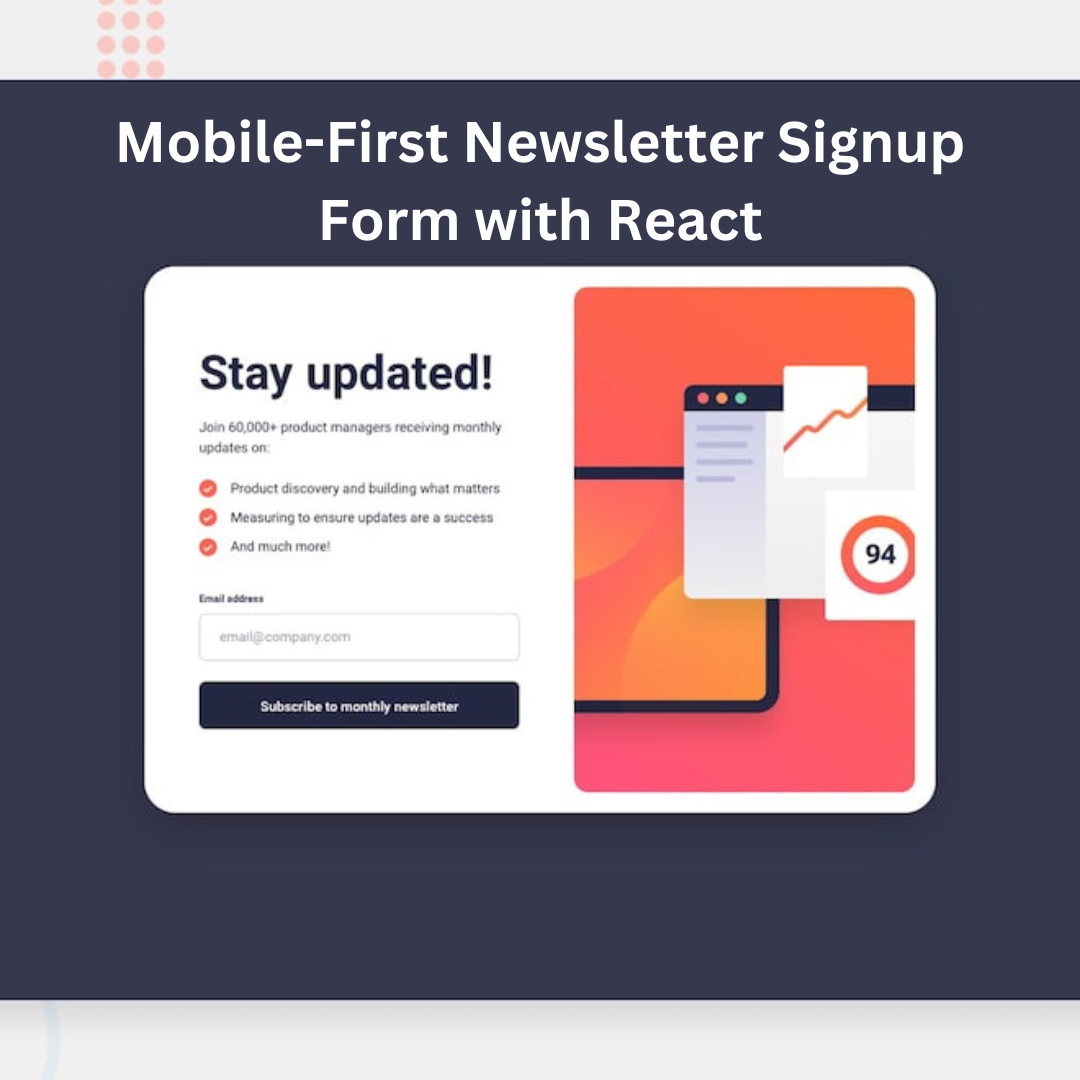 Mobile-First Newsletter Signup
Form with React
Stay updated!
Join 60,000+ product managers receiving monthly
updates on:
Product discovery and building what matters
Measuring to ensure updates are a success
And much more!
Email address
email@company.com
Subscribe to monthly newsletter
94